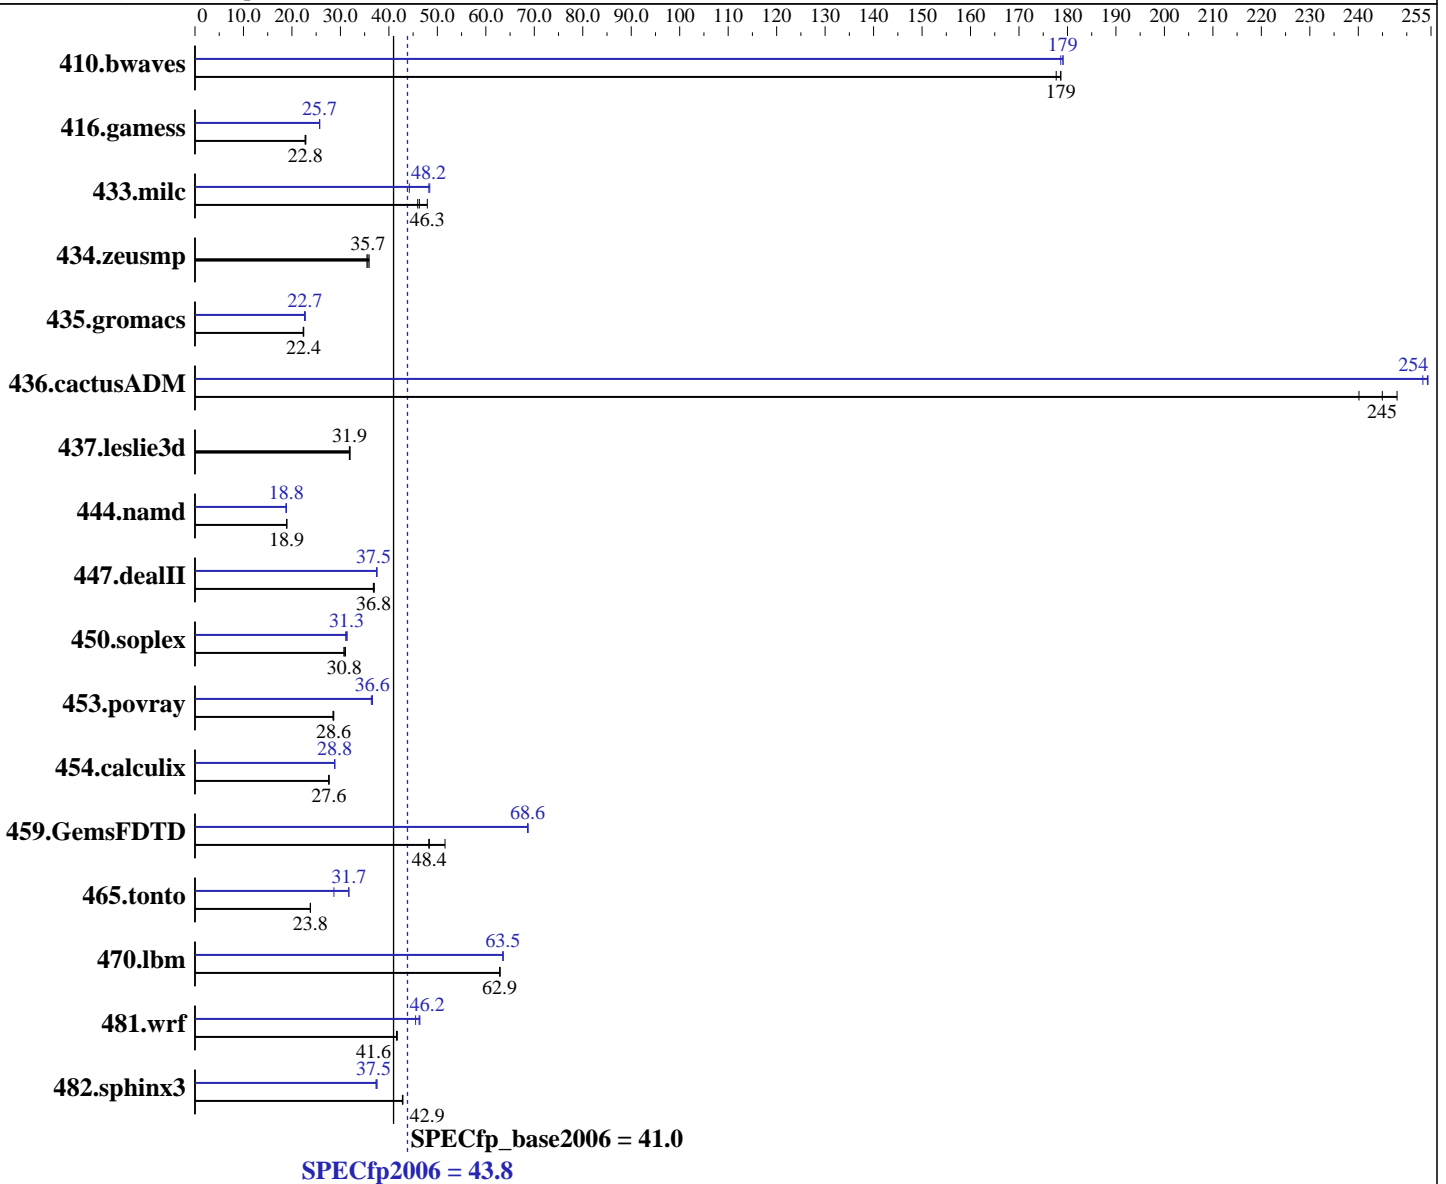 0 10.0 20.0 30.0 40.0 50.0 60.0 70.0 80.0 90.0 100 110 120 130 140 150 160 170 180 190 200 210 220 230 240 255
179
410.bwaves
179
25.7
416.gamess
22.8
48.2
433.milc
46.3
35.7
434.zeusmp
22.7
435.gromacs
22.4
254
436.cactusADM
245
31.9
437.leslie3d
18.8
444.namd
18.9
37.5
447.dealII
36.8
31.3
450.soplex
30.8
36.6
453.povray
28.6
28.8
454.calculix
27.6
68.6
459.GemsFDTD
48.4
31.7
465.tonto
23.8
63.5
470.lbm
62.9
46.2
481.wrf
41.6
37.5
482.sphinx3
42.9
SPECfp_base2006 = 41.0
SPECfp2006 = 43.8